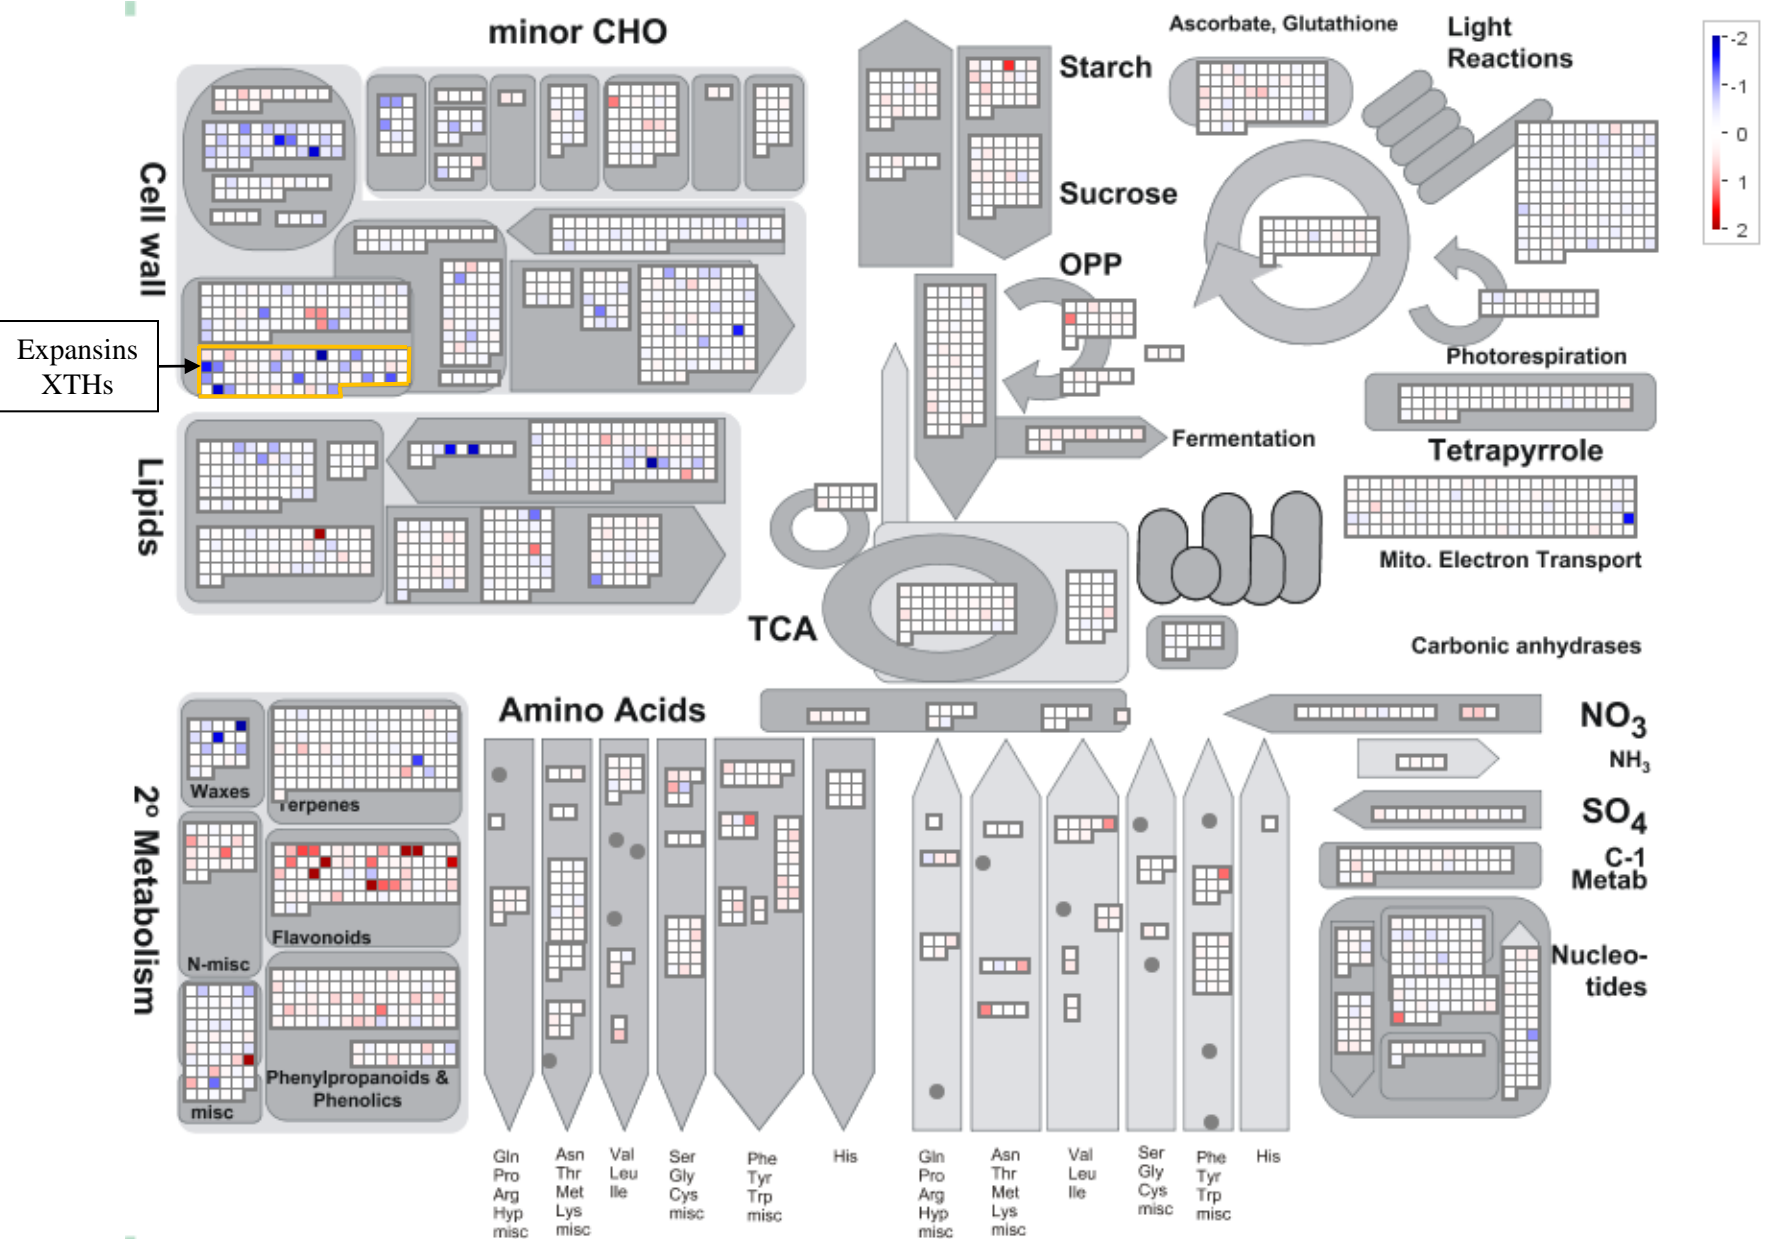 minor CHO
Ascorbate, Glutathione
Light
Reactions
-2
-1
0
1
2
Starch
Sucrose
OPP
Cell wall
Expansins
XTHs
Photorespiration
Fermentation
Tetrapyrrole
Lipids
Mito. Electron Transport
TCA
Carbonic anhydrases
Amino Acids
NO3
NH3
SO4
C-1
Metab
Nucleo-
tides
2º Metabolism
Waxes
Terpenes
Flavonoids
N-misc
Phenylpropanoids &
Phenolics
misc
Gln
Pro
Arg
Hyp
misc
Asn
Thr
Met
Lys
misc
Val
Leu
Ile
Ser
Gly
Cys
misc
Phe
Tyr
Trp
misc
His
Gln
Pro
Arg
Hyp
misc
Asn
Thr
Met
Lys
misc
Val
Leu
Ile
Ser
Gly
Cys
misc
Phe
Tyr
Trp
misc
His